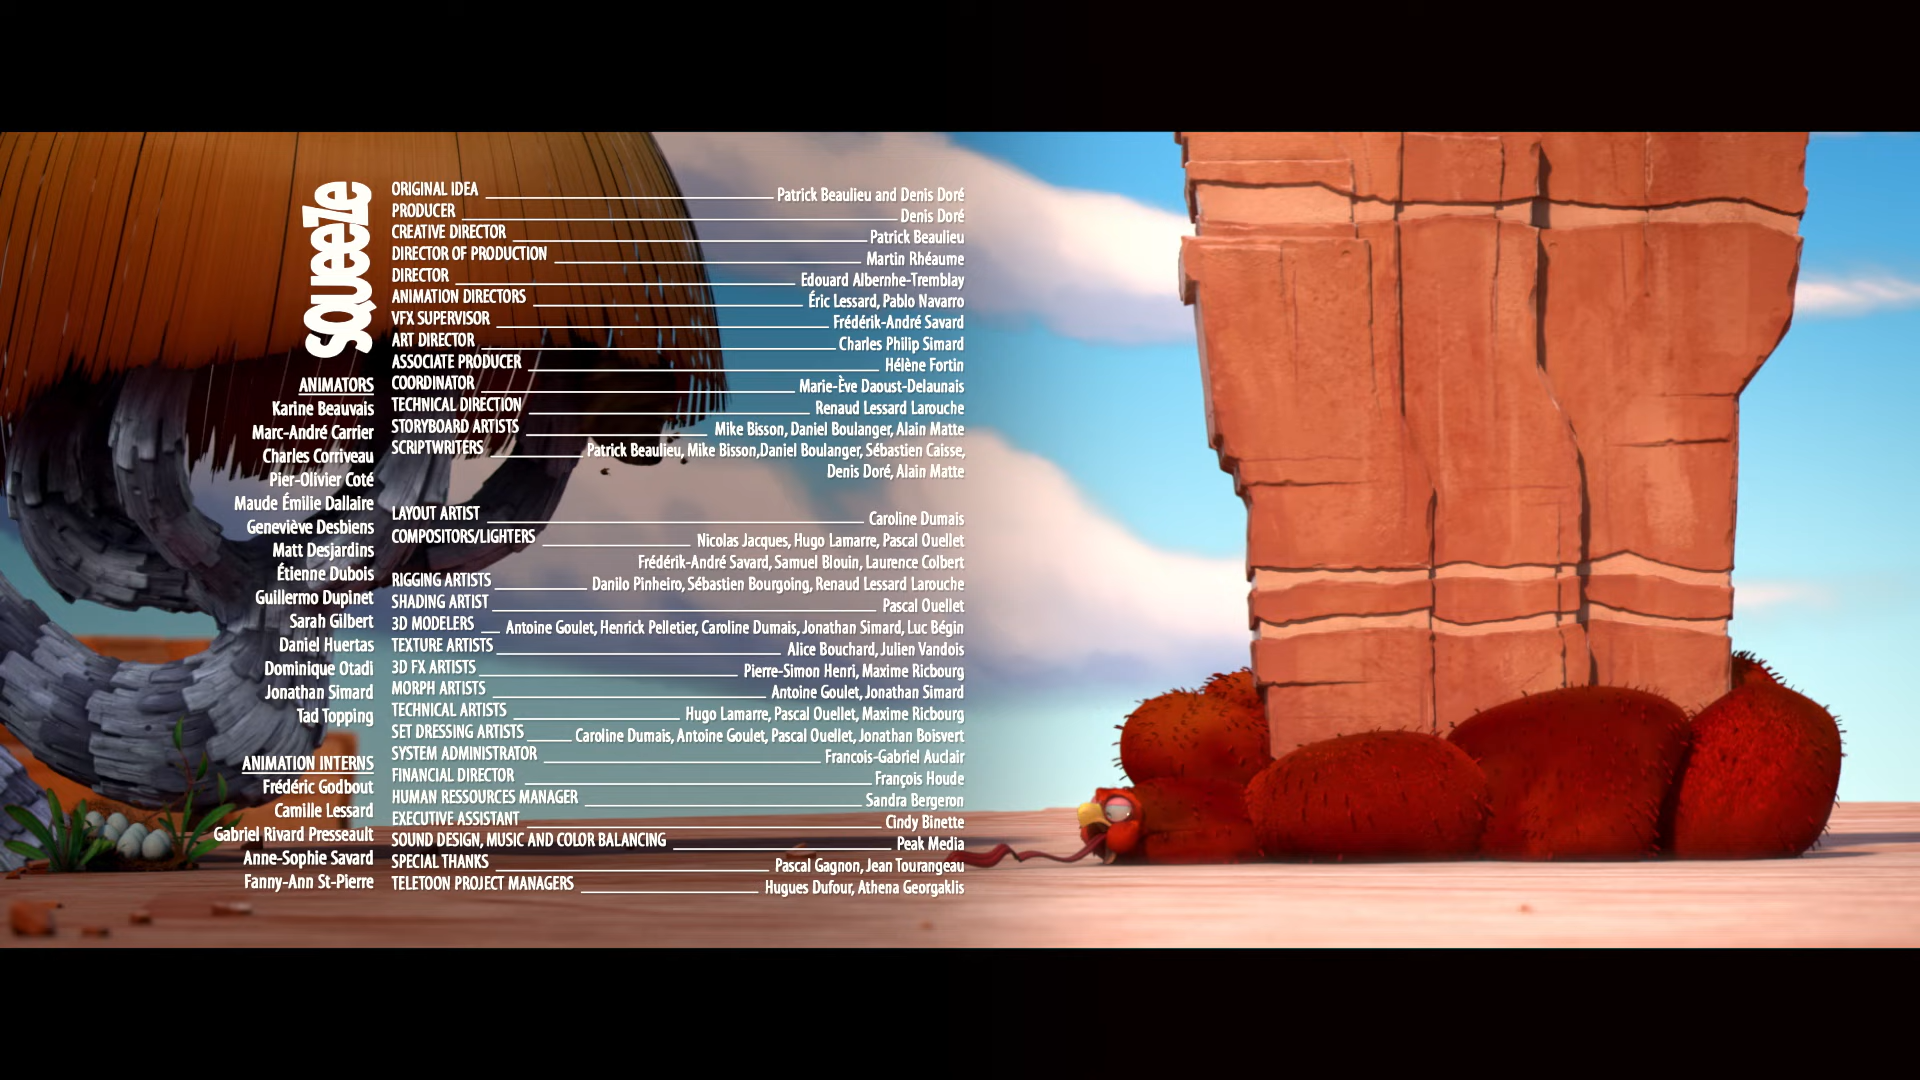 squeeze
ANIMATORS
Karine Beauvais
Marc-André Carrier
Charles Corriveau
Pier-Olivier Coté
Maude Émilie Dallaire
Geneviève Desbiens
Matt Desjardins
Étienne Dubois
Guillermo Dupinet
Sarah Gilbert
Daniel Huertas
Dominique Otadi
Jonathan Simard
Tad Topping
ANIMATION INTERNS
Frédéric Godbout
Camille Lessard
Gabriel Rivard Presseault
Anne-Sophie Savard
Fanny-Ann St-Pierre
ORIGINAL IDEA Patrick Beaulieu and Denis Doré
PRODUCER Denis Doré
CREATIVE DIRECTOR Patrick Beaulieu
DIRECTOR OF PRODUCTION Martin Rhéaume
DIRECTOR Edouard Albernhe-Tremblay
ANIMATION DIRECTORS Éric Lessard, Pablo Navarro
VFX SUPERVISOR Frédérik-André Savard
ART DIRECTOR Charles Philip Simard
ASSOCIATE PRODUCER Hélène Fortin
COORDINATOR Marie-Ève Daoust-Delaunais
TECHNICAL DIRECTION Renaud Lessard Larouche
STORYBOARD ARTISTS Mike Bisson, Daniel Boulanger, Alain Matte
SCRIPTWRITERS Patrick Beaulieu, Mike Bisson,Daniel Boulanger, Sébastien Caisse,
Denis Doré, Alain Matte
LAYOUT ARTIST Caroline Dumais
COMPOSITORS/LIGHTERS Nicolas Jacques, Hugo Lamarre, Pascal Ouellet
Frédérik-André Savard, Samuel Blouin, Laurence Colbert
RIGGING ARTISTS Danilo Pinheiro, Sébastien Bourgoing, Renaud Lessard Larouche
SHADING ARTIST Pascal Ouellet
3D MODELERS Antoine Goulet, Henrick Pelletier, Caroline Dumais, Jonathan Simard, Luc Bégin
TEXTURE ARTISTS Alice Bouchard, Julien Vandois
3D FX ARTISTS Pierre-Simon Henri, Maxime Ricbourg
MORPH ARTISTS Antoine Goulet, Jonathan Simard
TECHNICAL ARTISTS Hugo Lamarre, Pascal Ouellet, Maxime Ricbourg
SET DRESSING ARTISTS Caroline Dumais, Antoine Goulet, Pascal Ouellet, Jonathan Boisvert
SYSTEM ADMINISTRATOR Francois-Gabriel Auclair
FINANCIAL DIRECTOR François Houde
HUMAN RESSOURCES MANAGER Sandra Bergeron
EXECUTIVE ASSISTANT Cindy Binette
SOUND DESIGN, MUSIC AND COLOR BALANCING Peak Media
SPECIAL THANKS Pascal Gagnon, Jean Tourangeau
TELETOON PROJECT MANAGERS Hugues Dufour, Athena Georgaklis